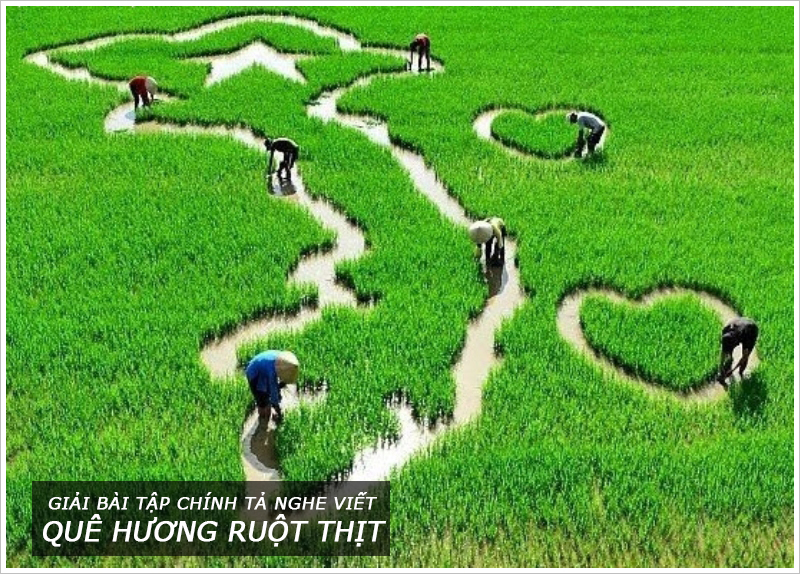 GIẢI BÀI TẬP CHÍNH TẢ NGHE VIẾT
QUÊ HƯƠNG RUỘT THỊT